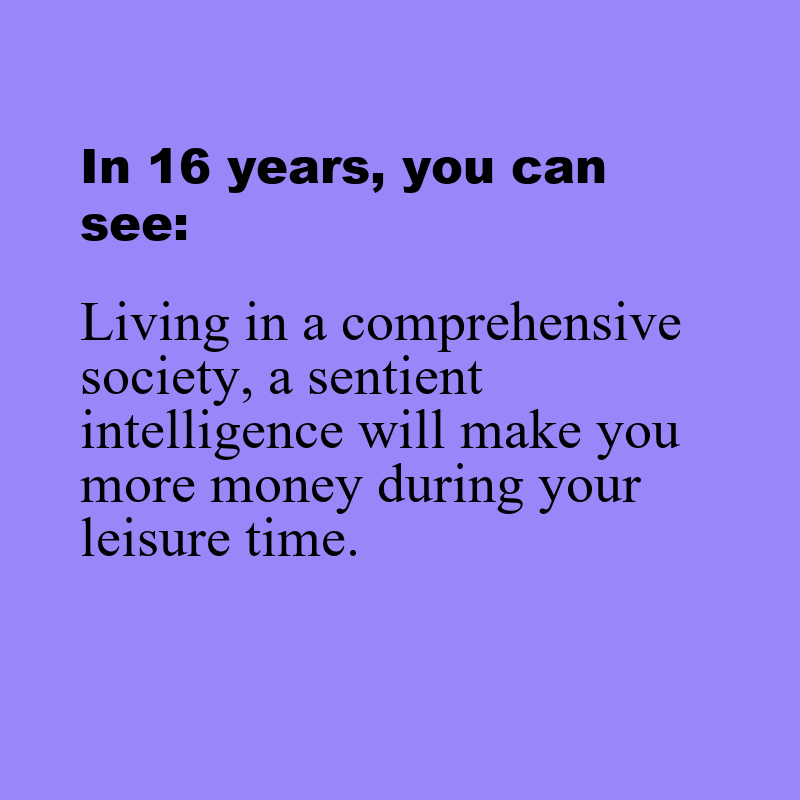 In 16 years, you can
see:
Living in a comprehensive
society, a sentient
intelligence will make you
more money during your
leisure time.